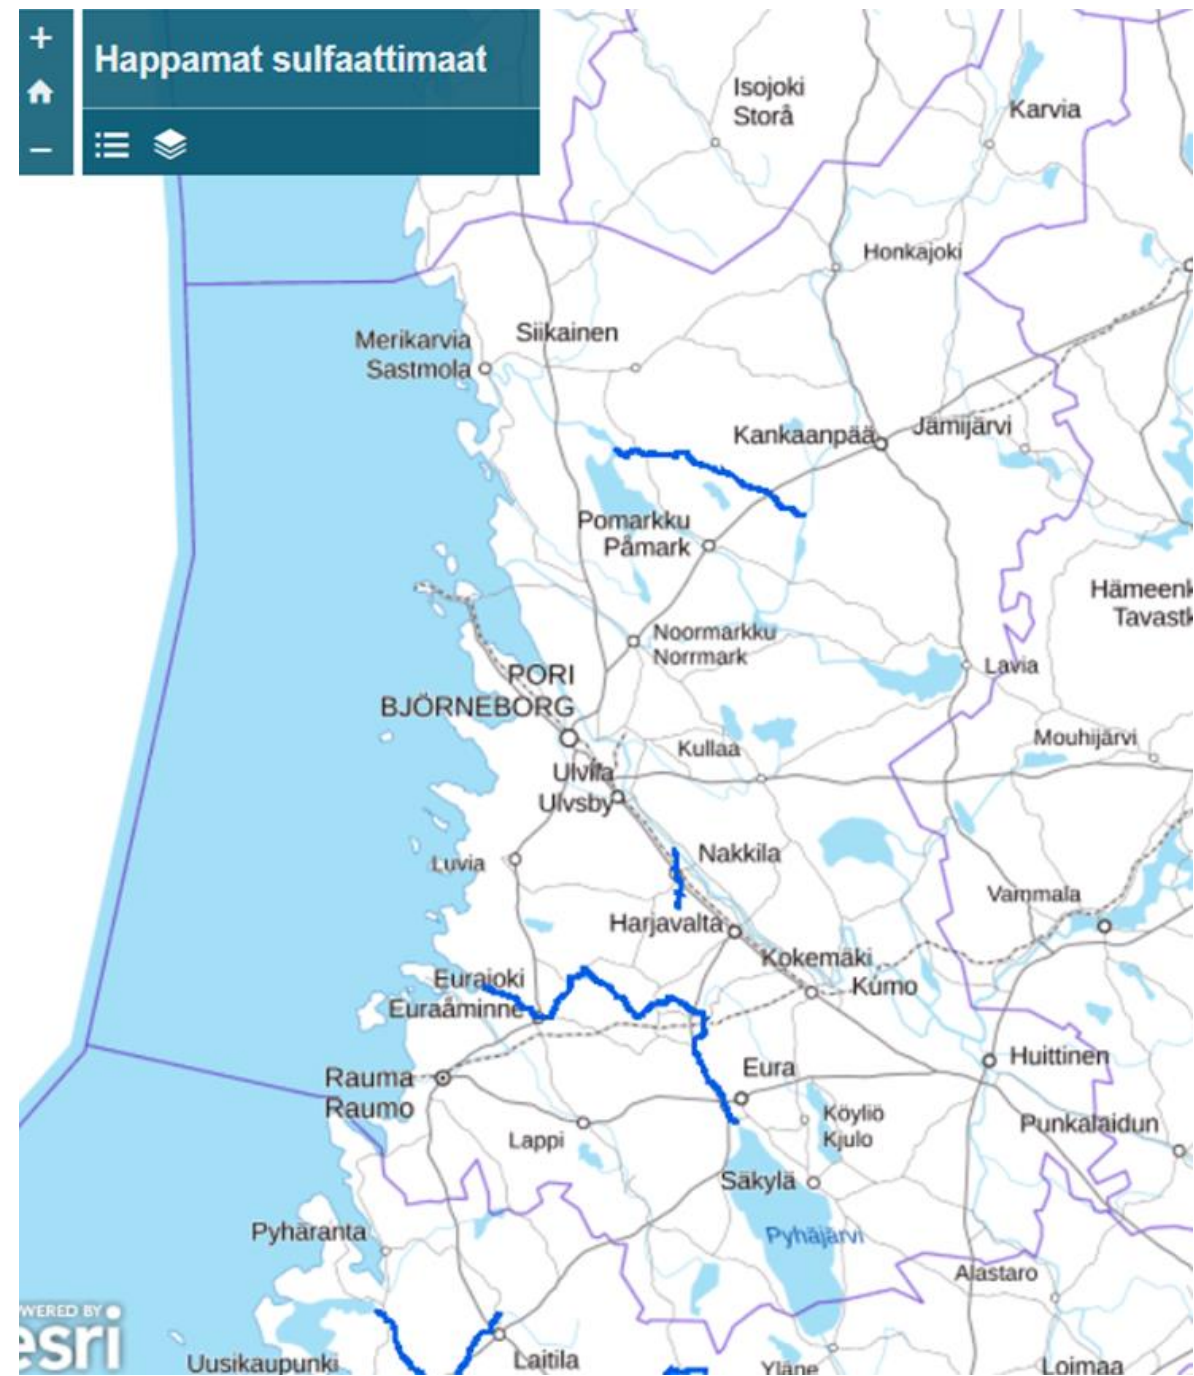 +
Happamat sulfaattimaat
−
Isojoki
Storå
Karvia
Honkajoki
Merikarvia
Sastmola
Siikainen
Kankaanpää
Jämijärvi
Pomarkku
Påmark
Hämeenk
Tavastk
Noormarkku
Norrmark
Lavia
PORI
BJÖRNEBORG
Kullaa
Mouhijärvi
Ulvila
Ulvsby
Luvia
Nakkila
Vammala
Harjavalta
Kokemäki
Kumo
Eurajoki
Euraåminne
Huittinen
Rauma
Raumo
Eura
Köyliö
Kjulo
Punkalaidun
Lappi
Säkylä
Pyhäranta
Pyhäjärvi
Alastaro
WERED BY
esri
Uusikaupunki
Laitila
Yläne
Loimaa